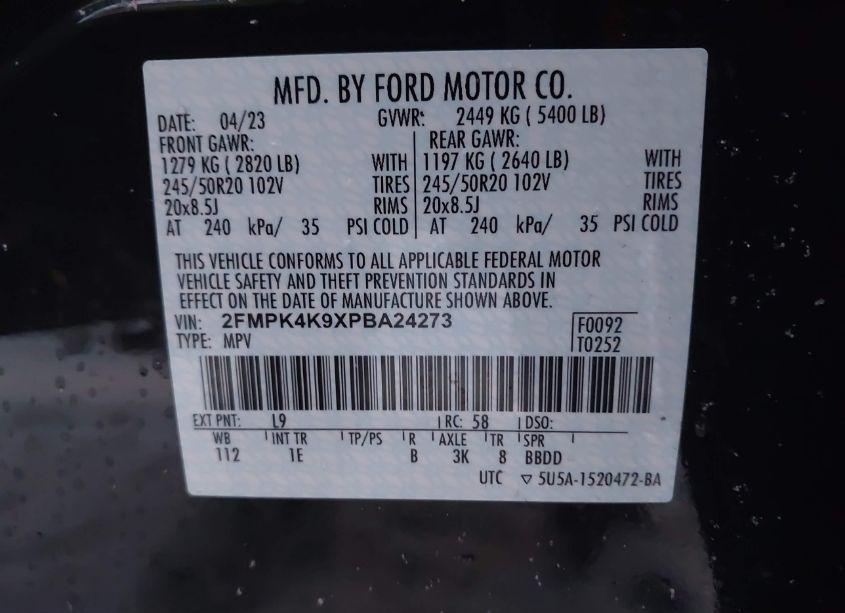 MFD. BY FORD MOTOR CO.
DATE: 04/23 GVWR: 2449 KG ( 5400 LB)
FRONT GAWR: REAR GAWR:
1279 KG ( 2820 LB) WITH 1197 KG ( 2640 LB) WITH
245/50R20 102V TIRES 245/50R20 102V TIRES
20x8.5J RIMS 20x8.5J RIMS
AT 240 kPa/ 35 PSI COLD AT 240 kPa/ 35 PSI COLD
THIS VEHICLE CONFORMS TO ALL APPLICABLE FEDERAL MOTOR
VEHICLE SAFETY AND THEFT PREVENTION STANDARDS IN
EFFECT ON THE DATE OF MANUFACTURE SHOWN ABOVE.
VIN: 2FMPK4K9XPBA24273 F0092
TYPE: MPV T0252
EXT PNT: L9 RC: 58 DSO:
WB INT TR TP/PS R AXLE TR SPR
112 1E B 3K 8 BBDD
UTC ▽ 5U5A-1520472-BA